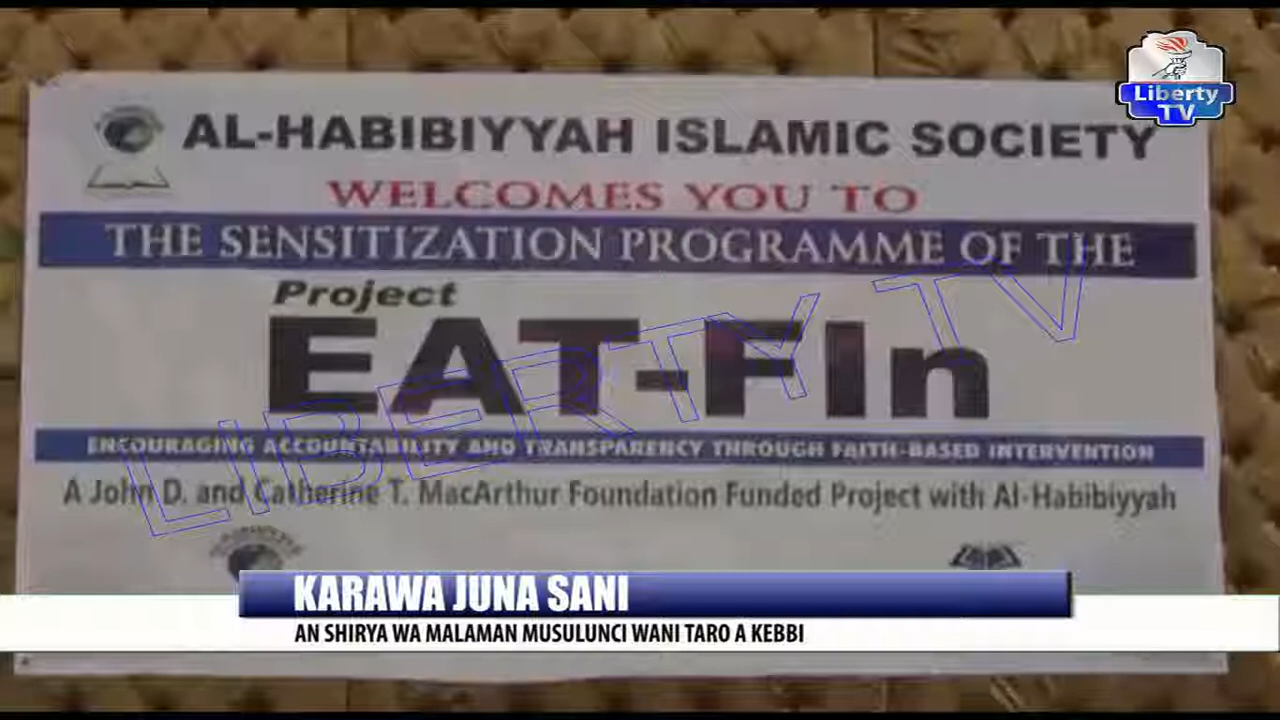 Liberty
TV
AL-HABIBIYYAH ISLAMIC SOCIETY
WELCOMES YOU TO
THE SENSITIZATION PROGRAMME OF THE
Project
EAT-FIn
ENCOURAGING ACCOUNTABILITY AND TRANSPARENCY THROUGH FAITH-BASED INTERVENTION
A John D. and Catherine T. MacArthur Foundation Funded Project with Al-Habibiyyah
LIBERTY TV
KARAWA JUNA SANI
AN SHIRYA WA MALAMAN MUSULUNCI WANI TARO A KEBBI